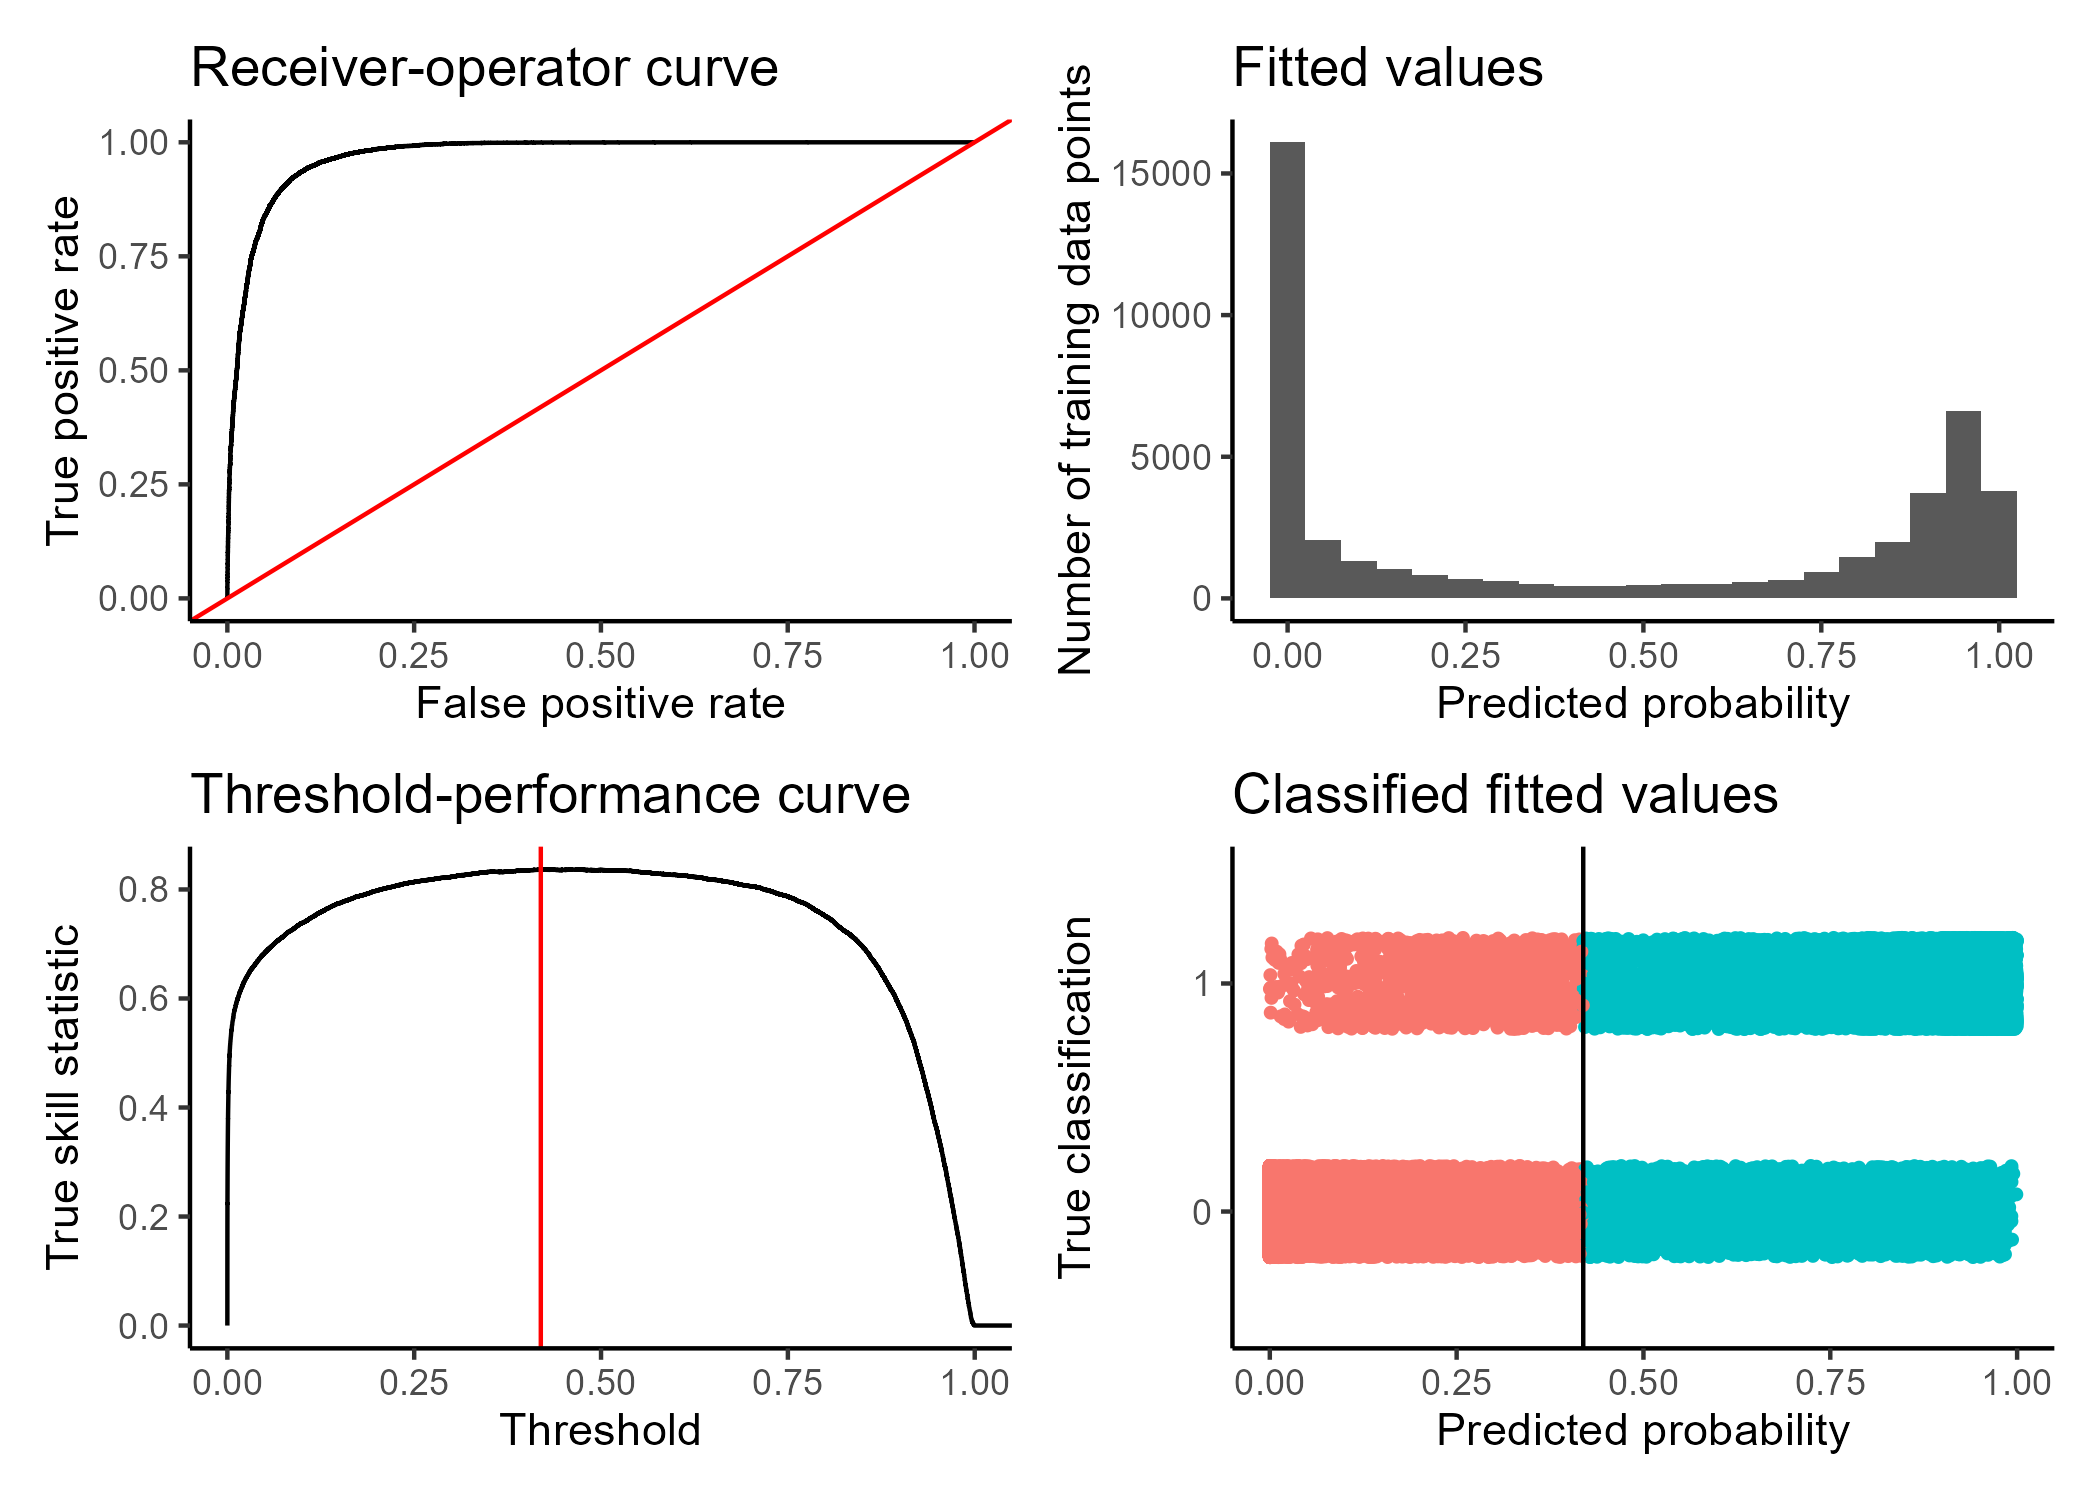 Receiver-operator curve
True positive rate
1.00
0.75
0.50
0.25
0.00
0.00 0.25 0.50 0.75 1.00
False positive rate
Fitted values
Number of training data points
15000
10000
5000
0
0.00 0.25 0.50 0.75 1.00
Predicted probability
Threshold-performance curve
True skill statistic
0.8
0.6
0.4
0.2
0.0
0.00 0.25 0.50 0.75 1.00
Threshold
Classified fitted values
True classification
1
0
0.00 0.25 0.50 0.75 1.00
Predicted probability